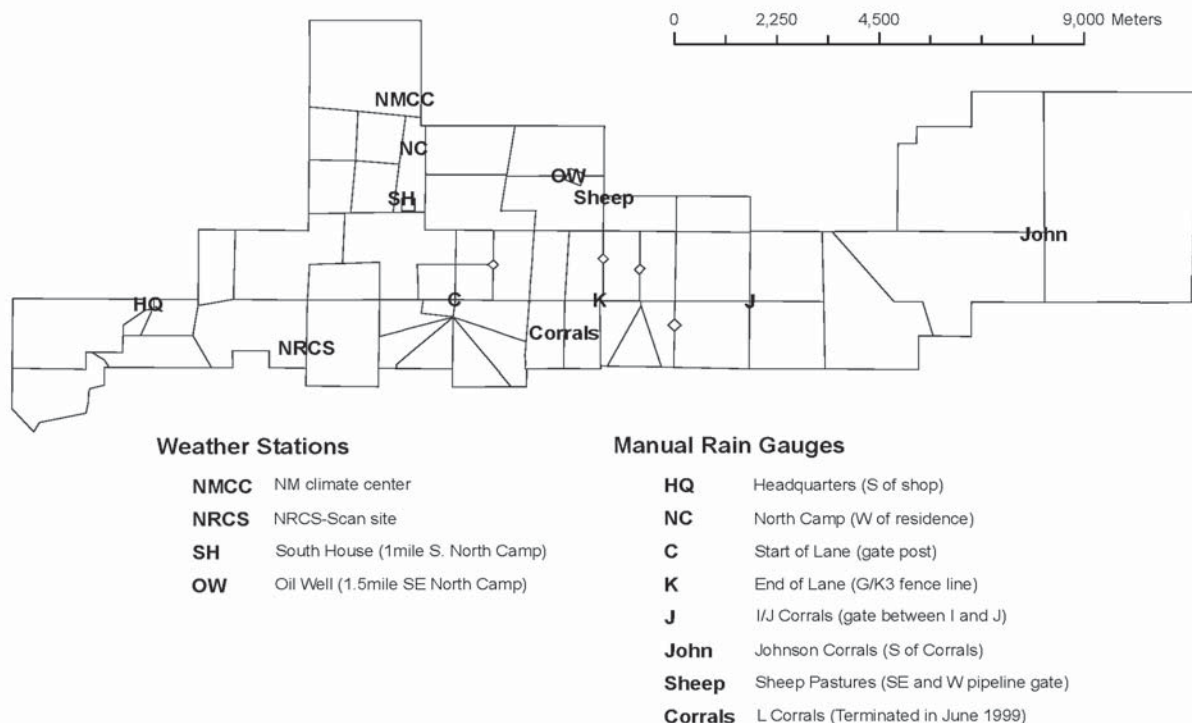 0 2,250 4,500 9,000 Meters
NMCC
NC
OW
SH Sheep
John
HQ C K J
Corrals
NRCS
Weather Stations
NMCC NM climate center
NRCS NRCS-Scan site
SH South House (1mile S. North Camp)
OW Oil Well (1.5mile SE North Camp)
Manual Rain Gauges
HQ Headquarters (S of shop)
NC North Camp (W of residence)
C Start of Lane (gate post)
K End of Lane (G/K3 fence line)
J I/J Corrals (gate between I and J)
John Johnson Corrals (S of Corrals)
Sheep Sheep Pastures (SE and W pipeline gate)
Corrals L Corrals (Terminated in June 1999)